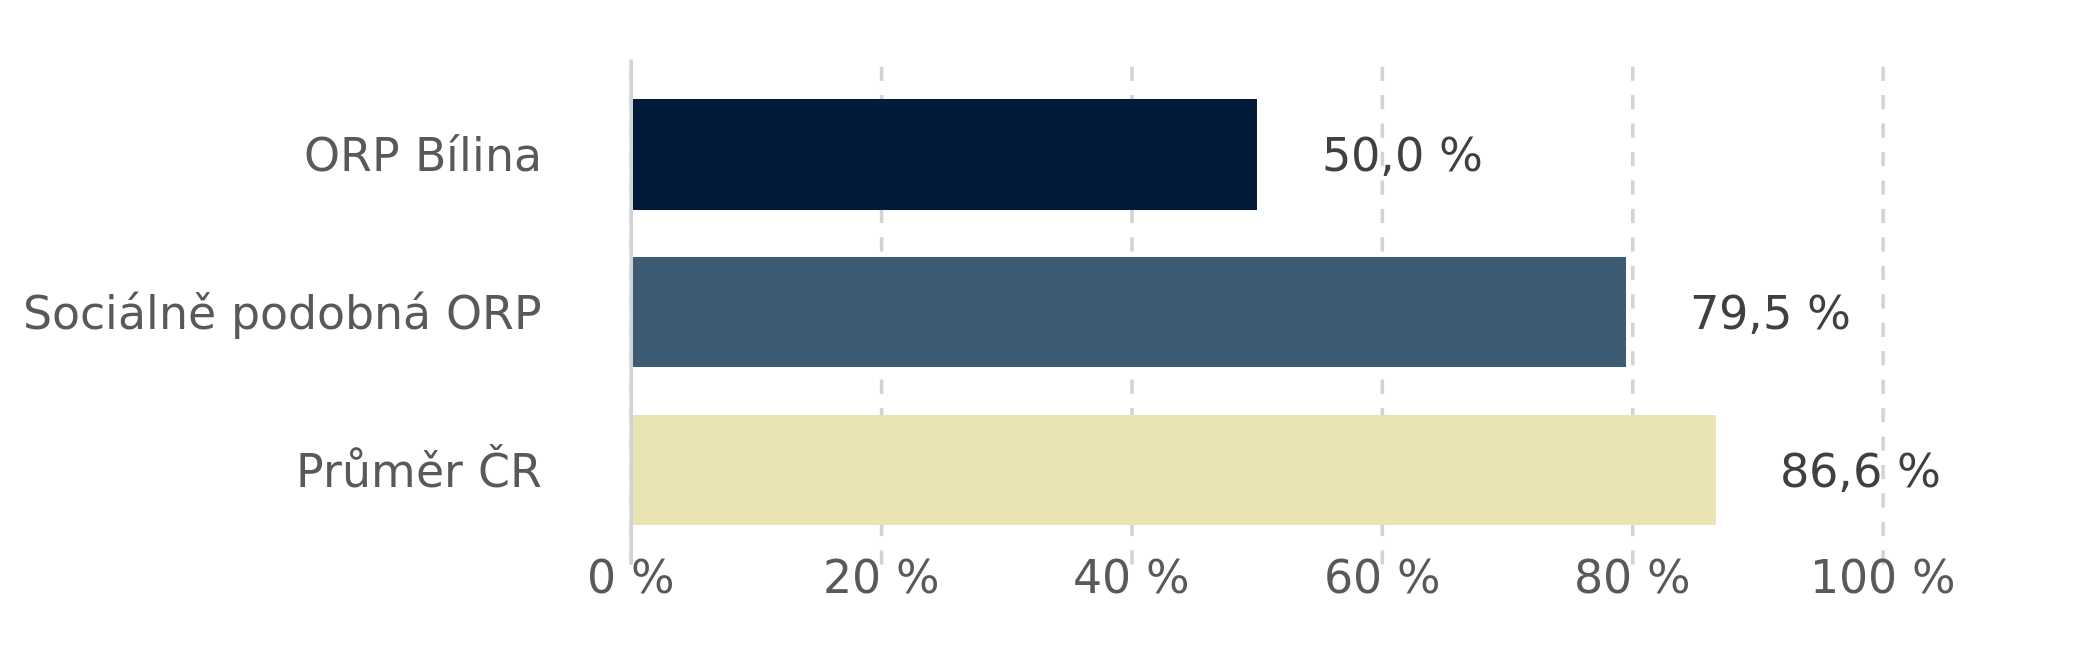 ORP Bílina 50,0 %
Sociálně podobná ORP 79,5 %
Průměr ČR 86,6 %
0 % 20 % 40 % 60 % 80 % 100 %